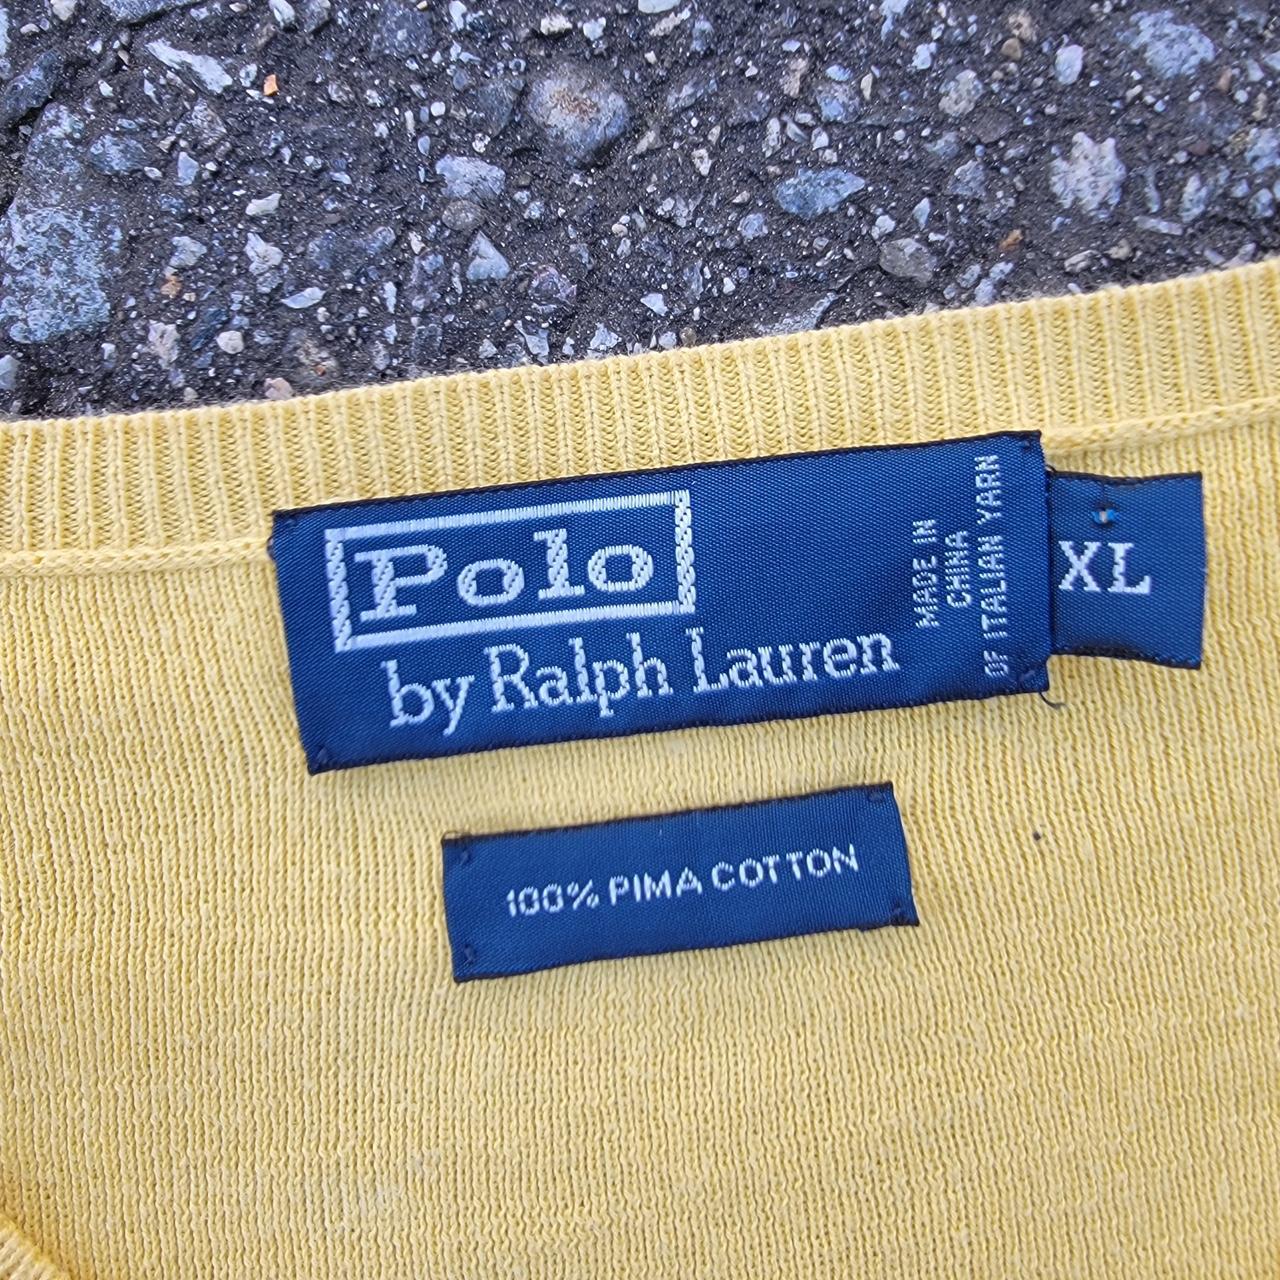 Polo
by Ralph Lauren
MADE IN
CHINA
OF ITALIAN YARN
XL
100% PIMA COTTON